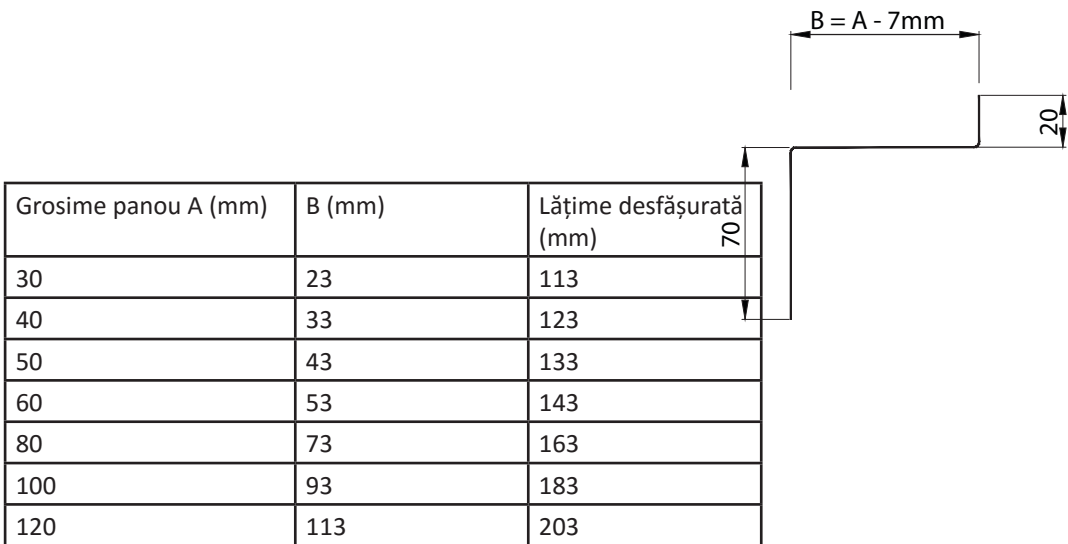 B = A - 7mm
20
70
Grosime panou A (mm) B (mm) Lățime desfășurată
(mm)
30 23 113
40 33 123
50 43 133
60 53 143
80 73 163
100 93 183
120 113 203